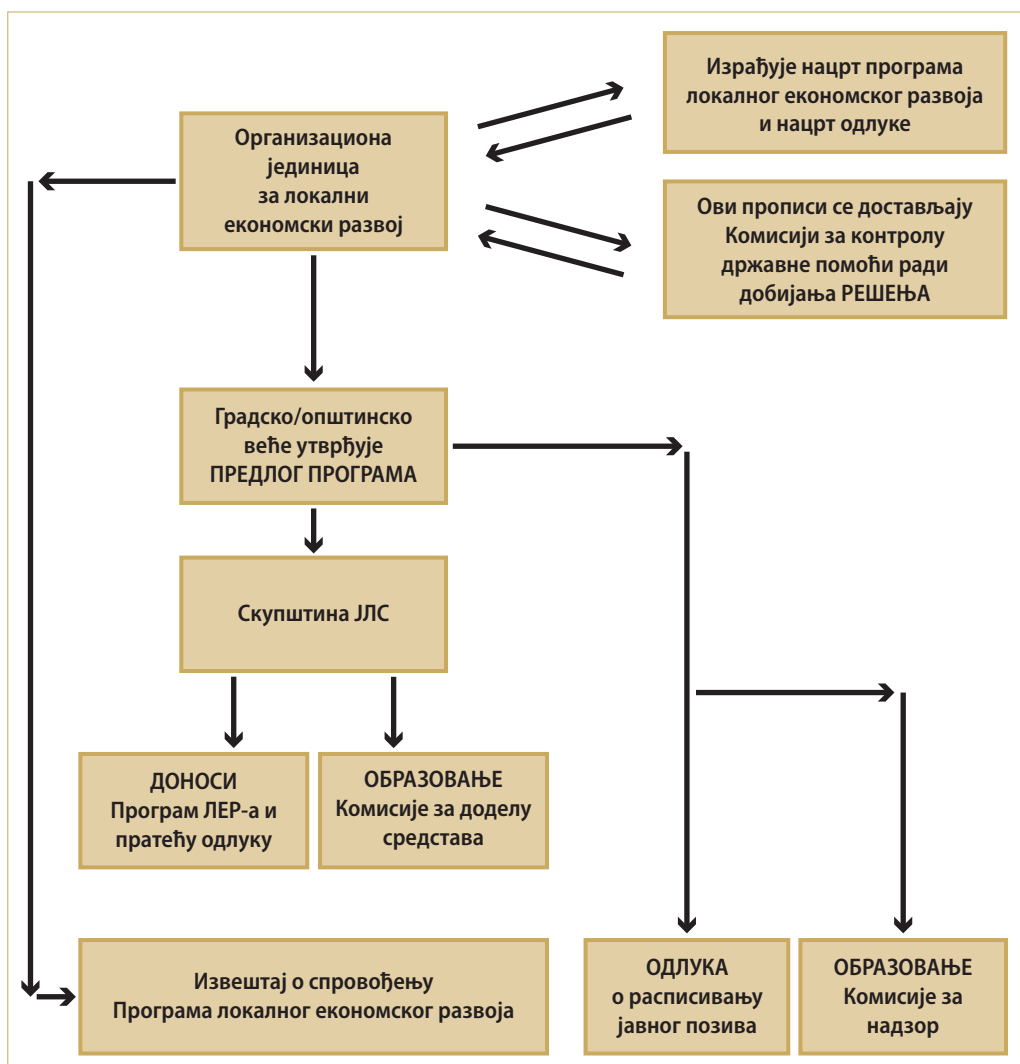 Израђује нацрт програма
локалног економског развоја
и нацрт одлуке
Организациона
јединица
за локални
економски развој
Ови прописи се достављају
Комисији за контролу
државне помоћи ради
добијања РЕШЕЊА
Градско/општинско
веће утврђује
ПРЕДЛОГ ПРОГРАМА
Скупштина ЈЛС
ДОНОСИ
Програм ЛЕР-а и
пратећу одлуку
ОБРАЗОВАЊЕ
Комисије за доделу
средстава
Извештај о спровођењу
Програма локалног економског развоја
ОДЛУКА
о расписивању
јавног позива
ОБРАЗОВАЊЕ
Комисије за
надзор